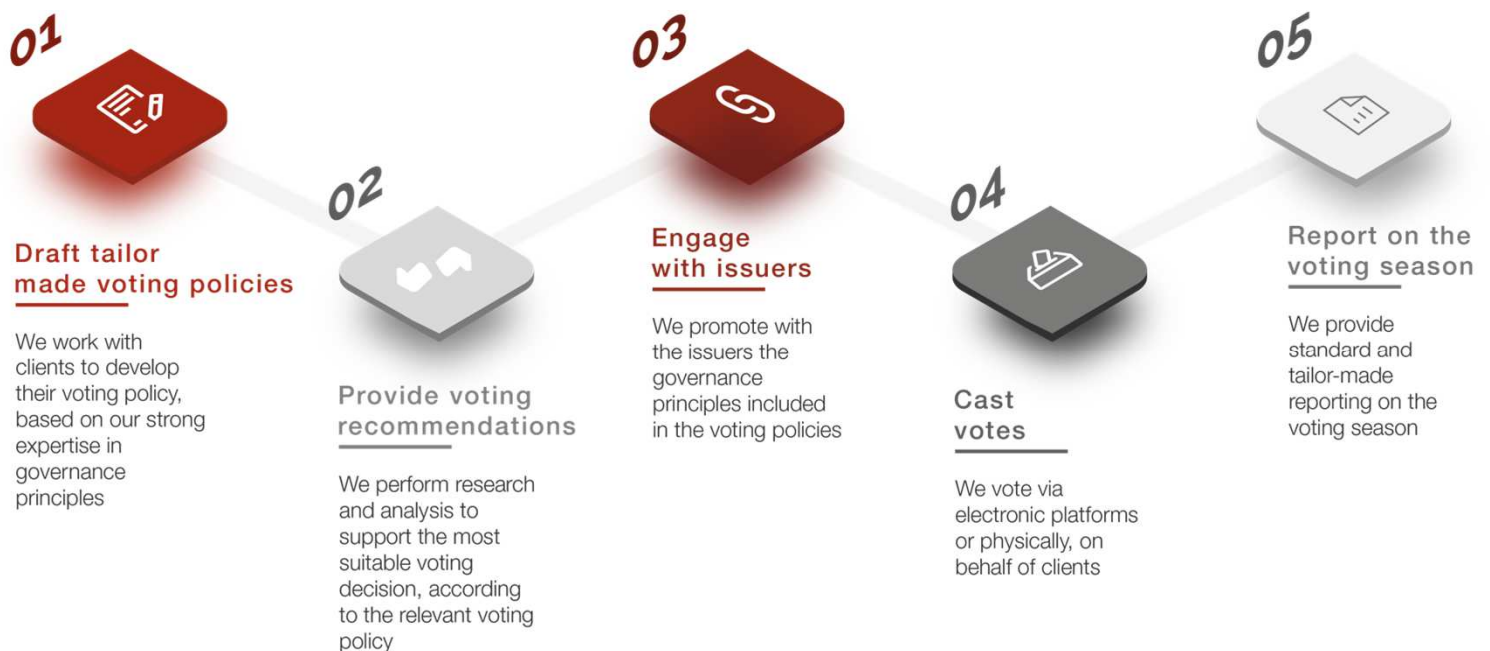 01
Draft tailor
made voting policies
We work with
clients to develop
their voting policy,
based on our strong
expertise in
governance
principles
02
Provide voting
recommendations
We perform research
and analysis to
support the most
suitable voting
decision, according
to the relevant voting
policy
03
Engage
with issuers
We promote with
the issuers the
governance
principles included
in the voting policies
04
Cast
votes
We vote via
electronic platforms
or physically, on
behalf of clients
05
Report on the
voting season
We provide
standard and
tailor-made
reporting on the
voting season